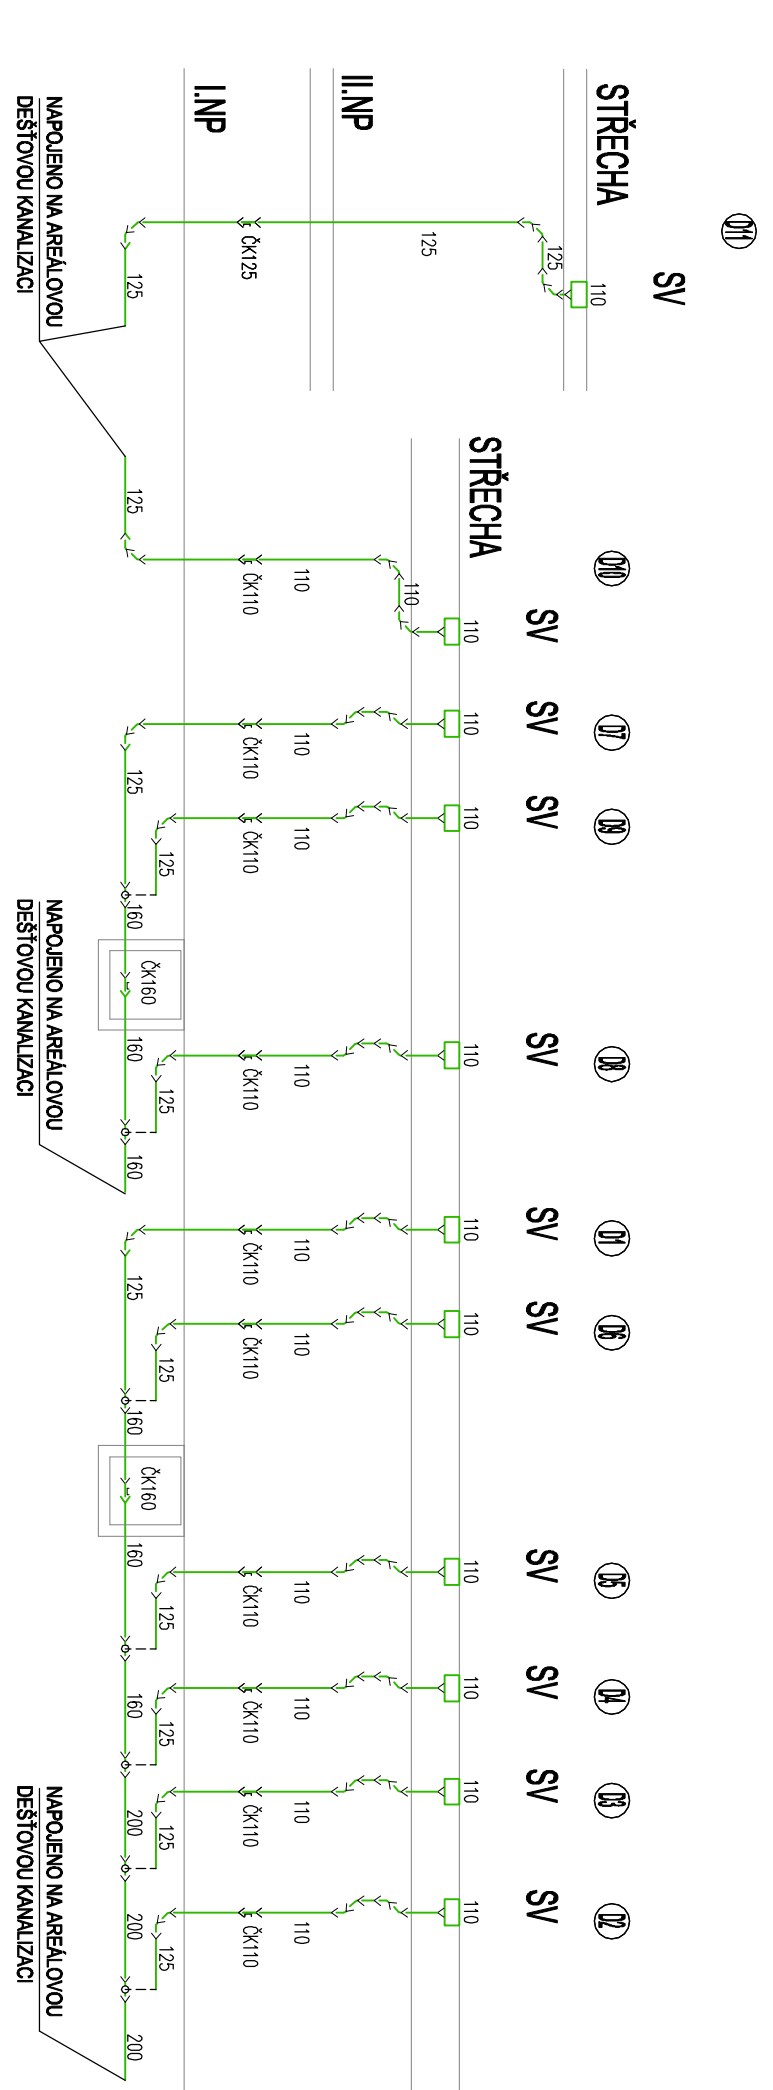 D11
SV
STŘECHA
110
125
125
II.NP
ČK125
I.NP
125
NAPOJENO NA AREÁLOVOU
DEŠŤOVOU KANALIZACI
D10
SV
STŘECHA
110
110
110
ČK110
125
D7
SV
110
110
ČK110
125
D9
SV
110
110
ČK110
125
160
ČK160
160
D8
SV
110
110
ČK110
125
160
NAPOJENO NA AREÁLOVOU
DEŠŤOVOU KANALIZACI
D1
SV
110
110
ČK110
125
D6
SV
110
110
ČK110
125
160
ČK160
160
D5
SV
110
110
ČK110
125
160
D4
SV
110
110
ČK110
125
200
D3
SV
110
110
ČK110
125
200
D2
SV
110
110
ČK110
125
200
NAPOJENO NA AREÁLOVOU
DEŠŤOVOU KANALIZACI